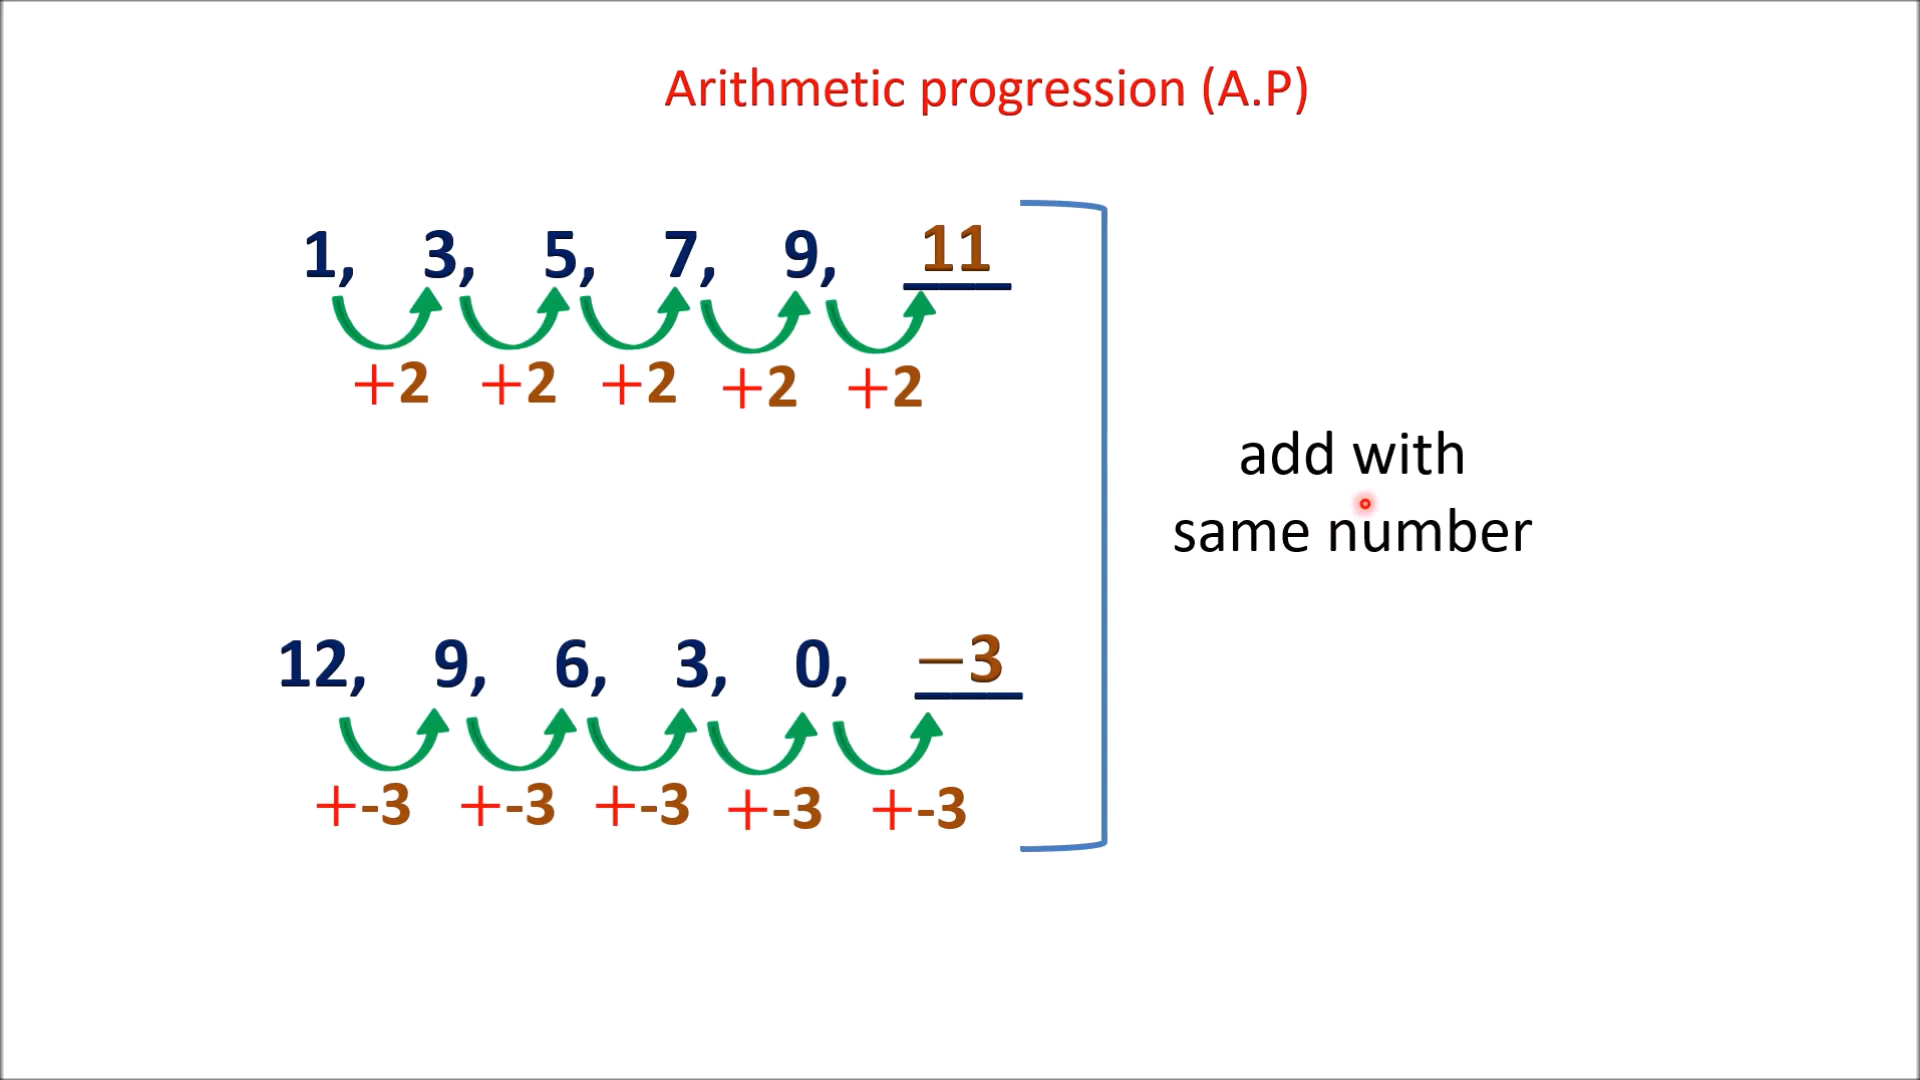 Arithmetic progression (A.P)
1, 3, 5, 7, 9, 11
+2 +2 +2 +2 +2
add with
same number
12, 9, 6, 3, 0, −3
+-3 +-3 +-3 +-3 +-3